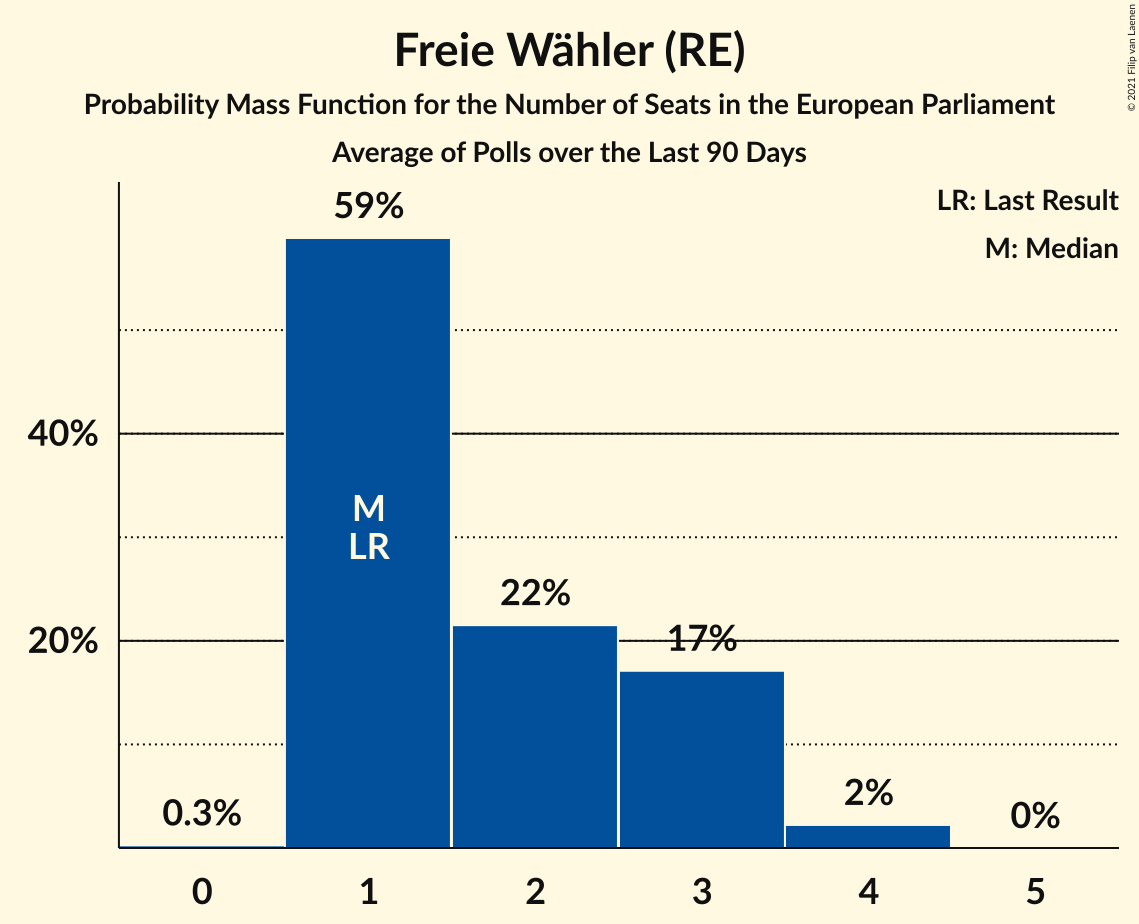 Freie Wähler (RE)
Probability Mass Function for the Number of Seats in the European Parliament
Average of Polls over the Last 90 Days
© 2021 Filip van Laenen
LR: Last Result
M: Median
59%
40%
M
LR
22%
20%
17%
0.3%
2%
0%
0 1 2 3 4 5